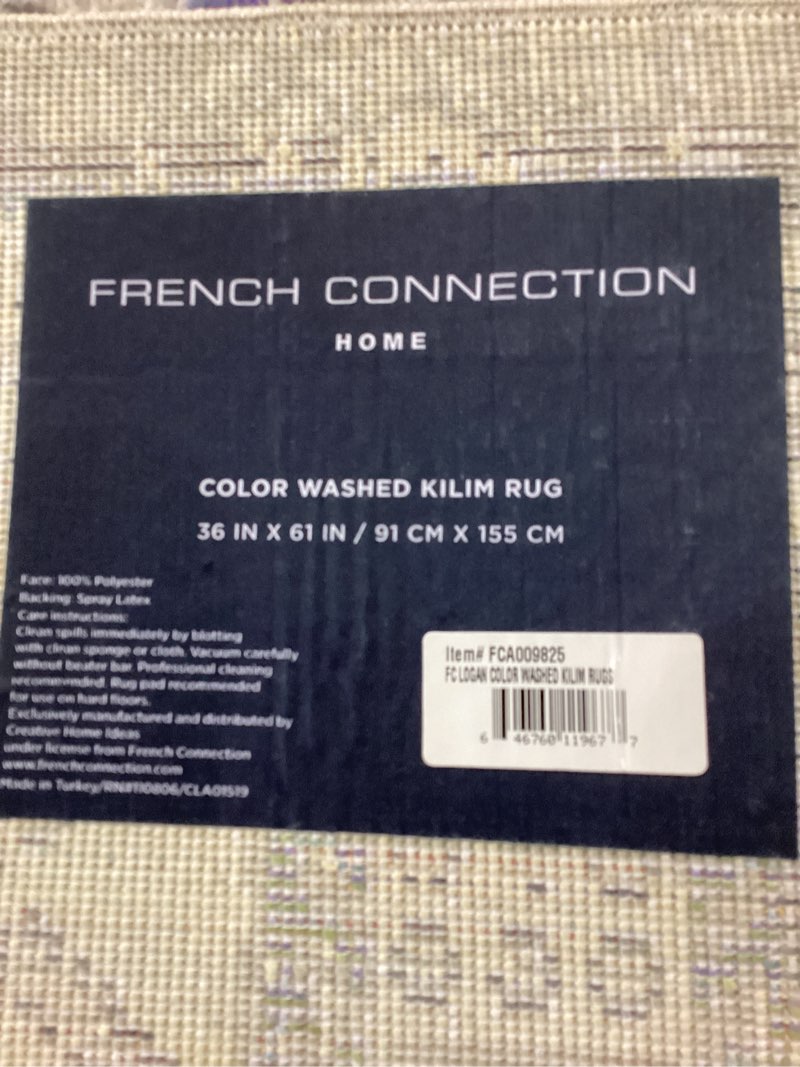 FRENCH CONNECTION
HOME
COLOR WASHED KILIM RUG
36 IN X 61 IN / 91 CM X 155 CM
Face: 100% Polyester
Backing: Spray Latex
Care instructions:
Clean spills immediately by blotting
with clean sponge or cloth. Vacuum carefully
without beater bar. Professional cleaning
recommended. Rug pad recommended
for use on hard floors.
Exclusively manufactured and distributed by
Creative Home Ideas
under license from French Connection
www.frenchconnection.com
Made in Turkey/RN#110806/CLA01519
Item# FCA009825
FC LOGAN COLOR WASHED KILIM RUGS
6 46760 11967 7